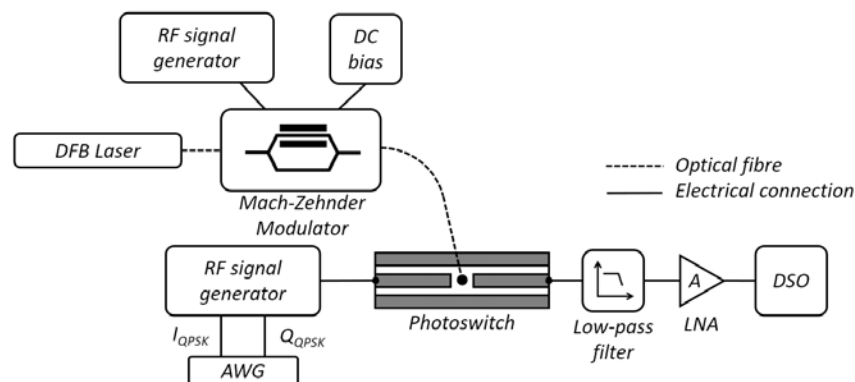 RF signal
generator
DC
bias
DFB Laser
Mach-Zehnder
Modulator
Optical fibre
Electrical connection
RF signal
generator
Photoswitch
Low-pass
filter
A
LNA
DSO
I_QPSK
Q_QPSK
AWG